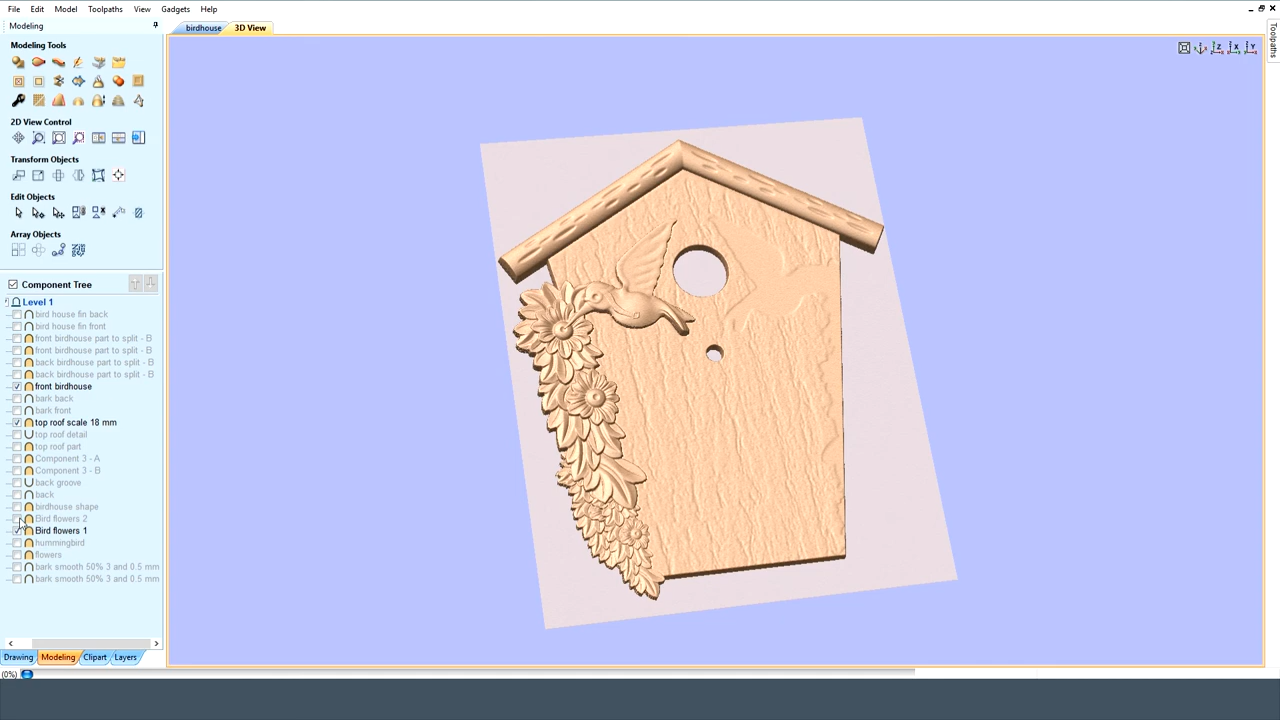 File Edit Model Toolpaths View Gadgets Help
Modeling
birdhouse 3D View
Toolpaths
Modeling Tools
2D View Control
Transform Objects
Edit Objects
Array Objects
Component Tree
Level 1
bird house fin back
bird house fin front
front birdhouse part to split - B
front birdhouse part to split - B
back birdhouse part to split - B
back birdhouse part to split - B
front birdhouse
bark back
bark front
top roof scale 18 mm
top roof detail
top roof part
Component 3 - A
Component 3 - B
back groove
back
birdhouse shape
Bird flowers 2
Bird flowers 1
hummingbird
flowers
bark smooth 50% 3 and 0.5 mm
bark smooth 50% 3 and 0.5 mm
Drawing Modeling Clipart Layers
(0%)